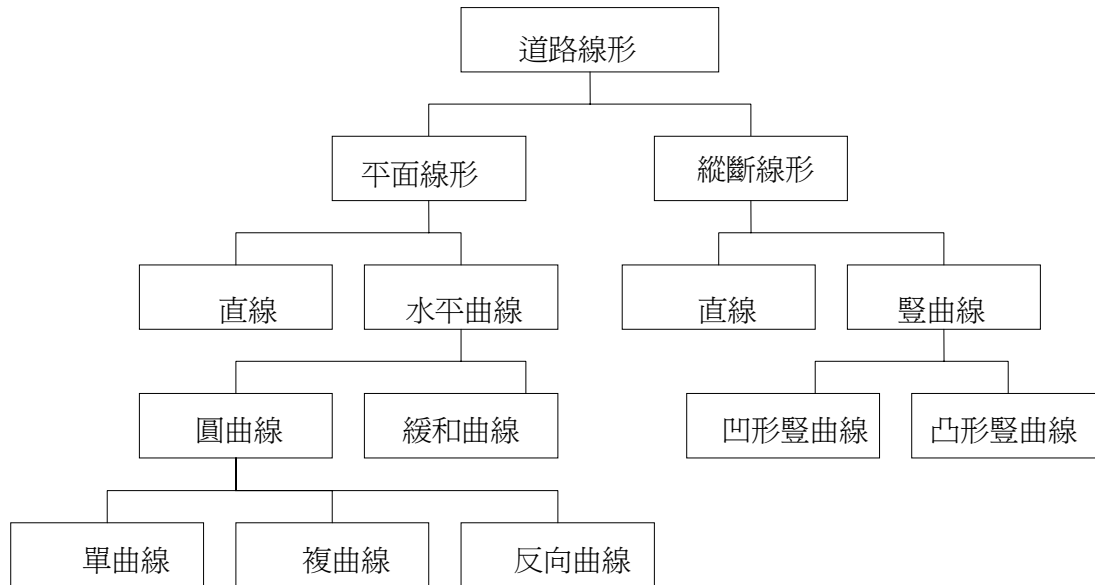 道路線形
平面線形
縱斷線形
直線
水平曲線
直線
豎曲線
圓曲線
緩和曲線
凹形豎曲線
凸形豎曲線
單曲線
複曲線
反向曲線